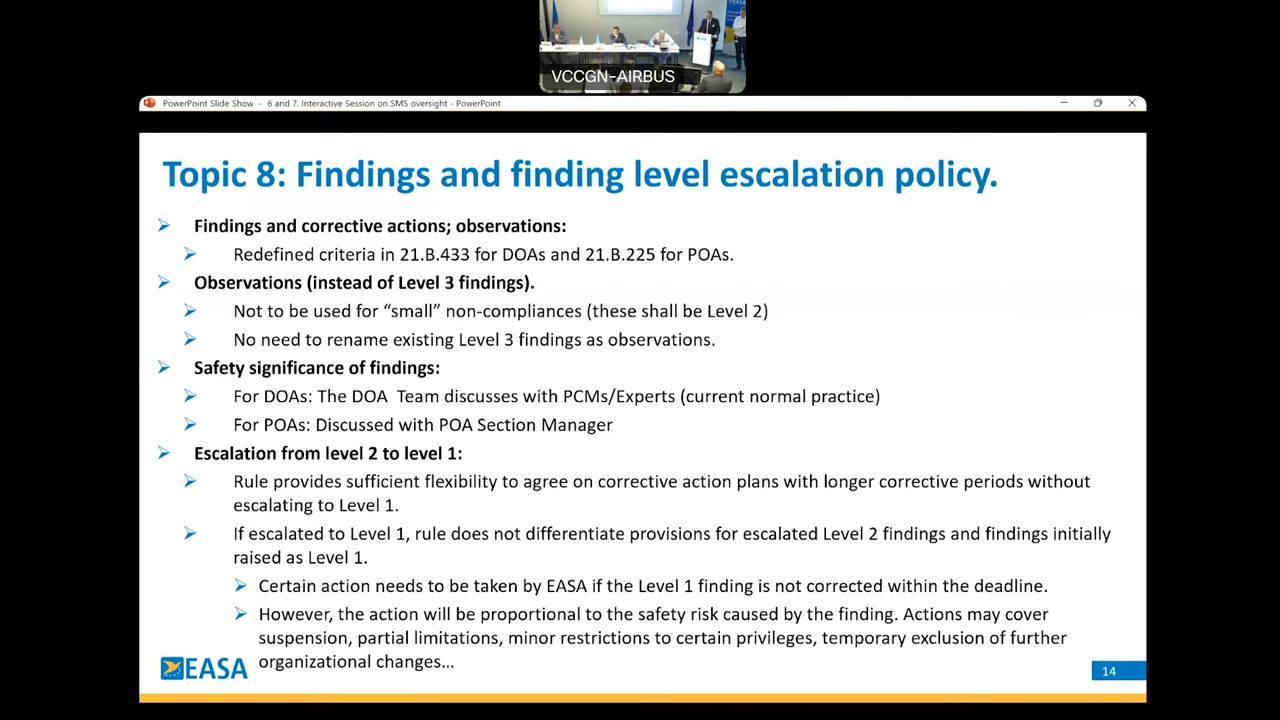 EASA
VCCGN-AIRBUS
PowerPoint Slide Show - 6 and 7. Interactive Session on SMS oversight - PowerPoint
Topic 8: Findings and finding level escalation policy.
Findings and corrective actions; observations:
Redefined criteria in 21.B.433 for DOAs and 21.B.225 for POAs.
Observations (instead of Level 3 findings).
Not to be used for “small” non-compliances (these shall be Level 2)
No need to rename existing Level 3 findings as observations.
Safety significance of findings:
For DOAs: The DOA Team discusses with PCMs/Experts (current normal practice)
For POAs: Discussed with POA Section Manager
Escalation from level 2 to level 1:
Rule provides sufficient flexibility to agree on corrective action plans with longer corrective periods without
escalating to Level 1.
If escalated to Level 1, rule does not differentiate provisions for escalated Level 2 findings and findings initially
raised as Level 1.
Certain action needs to be taken by EASA if the Level 1 finding is not corrected within the deadline.
However, the action will be proportional to the safety risk caused by the finding. Actions may cover
suspension, partial limitations, minor restrictions to certain privileges, temporary exclusion of further
organizational changes…
EASA
14